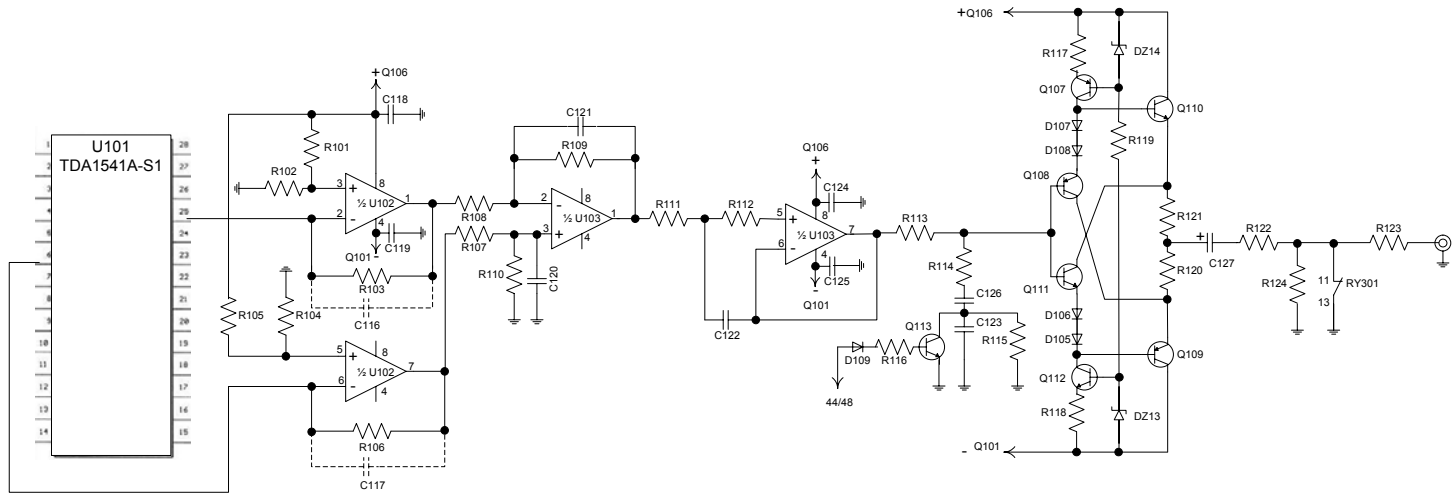 +Q106
DZ14
R117
Q107
Q110
+ Q106
C118
C121
D107
R119
U101
TDA1541A-S1
1
2
3
4
5
6
7
8
9
10
11
12
13
14
28
27
26
25
24
23
22
21
20
19
18
17
16
15
R101
R109
D108
R102
Q106
+
Q108
3
+
8
½ U102
1
2
-
4
C119
-
Q101
R108
R107
2
-
8
½ U103
1
3
+
4
R111
R112
C124
5
+
8
½ U103
7
6
-
4
C125
-
Q101
R113
R121
R122
R123
+
C127
R103
C116
R110
C120
R114
Q111
R120
R124
11
13
RY301
R105
R104
C122
C126
C123
D106
Q113
R115
D105
Q109
5
+
8
½ U102
7
6
-
4
D109
R116
Q112
44/48
R118
DZ13
R106
C117
- Q101